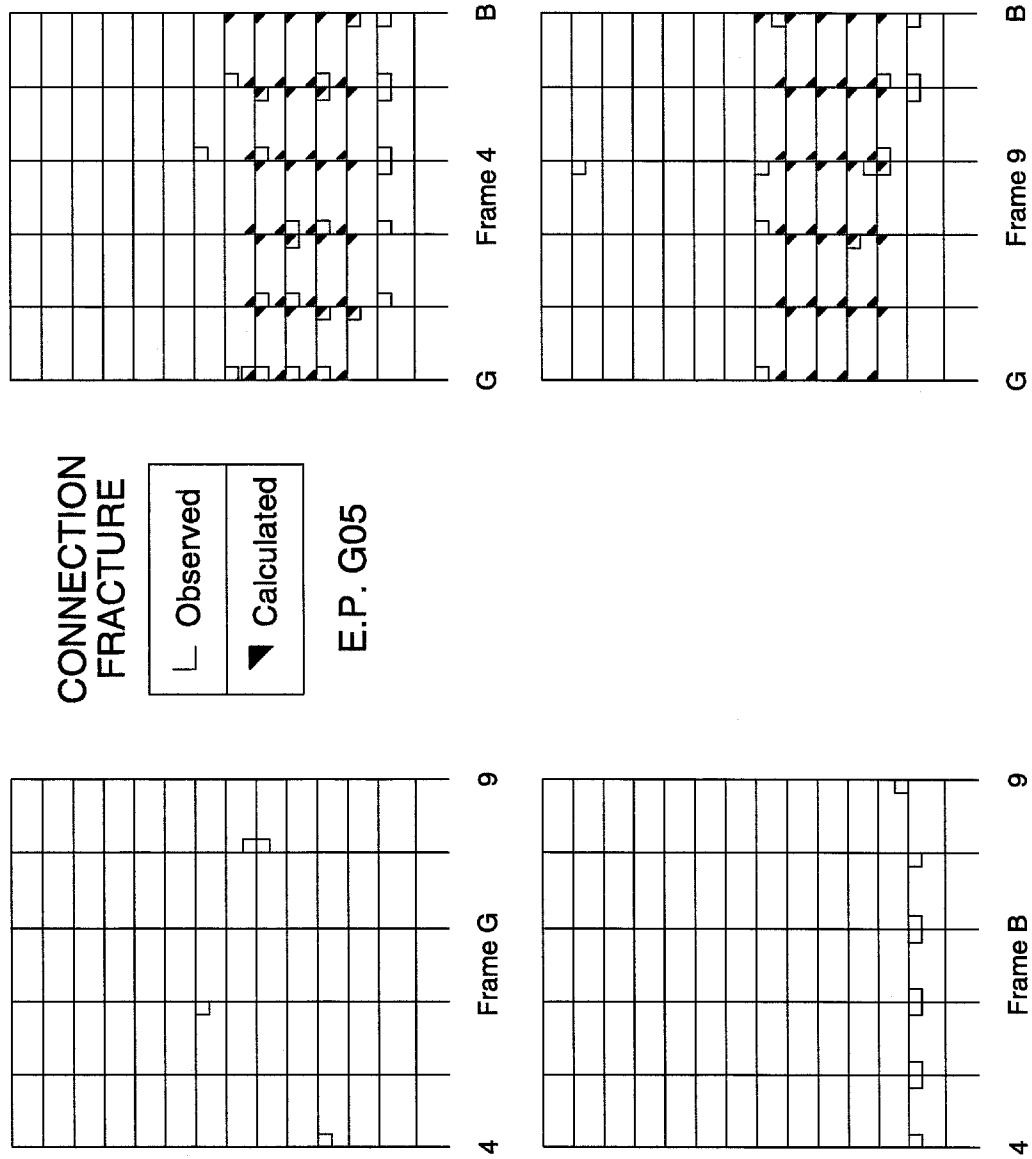 CONNECTION
FRACTURE
Observed
Calculated
E.P. G05
G Frame 4 B
G Frame 9 B
4 Frame G 9
4 Frame B 9